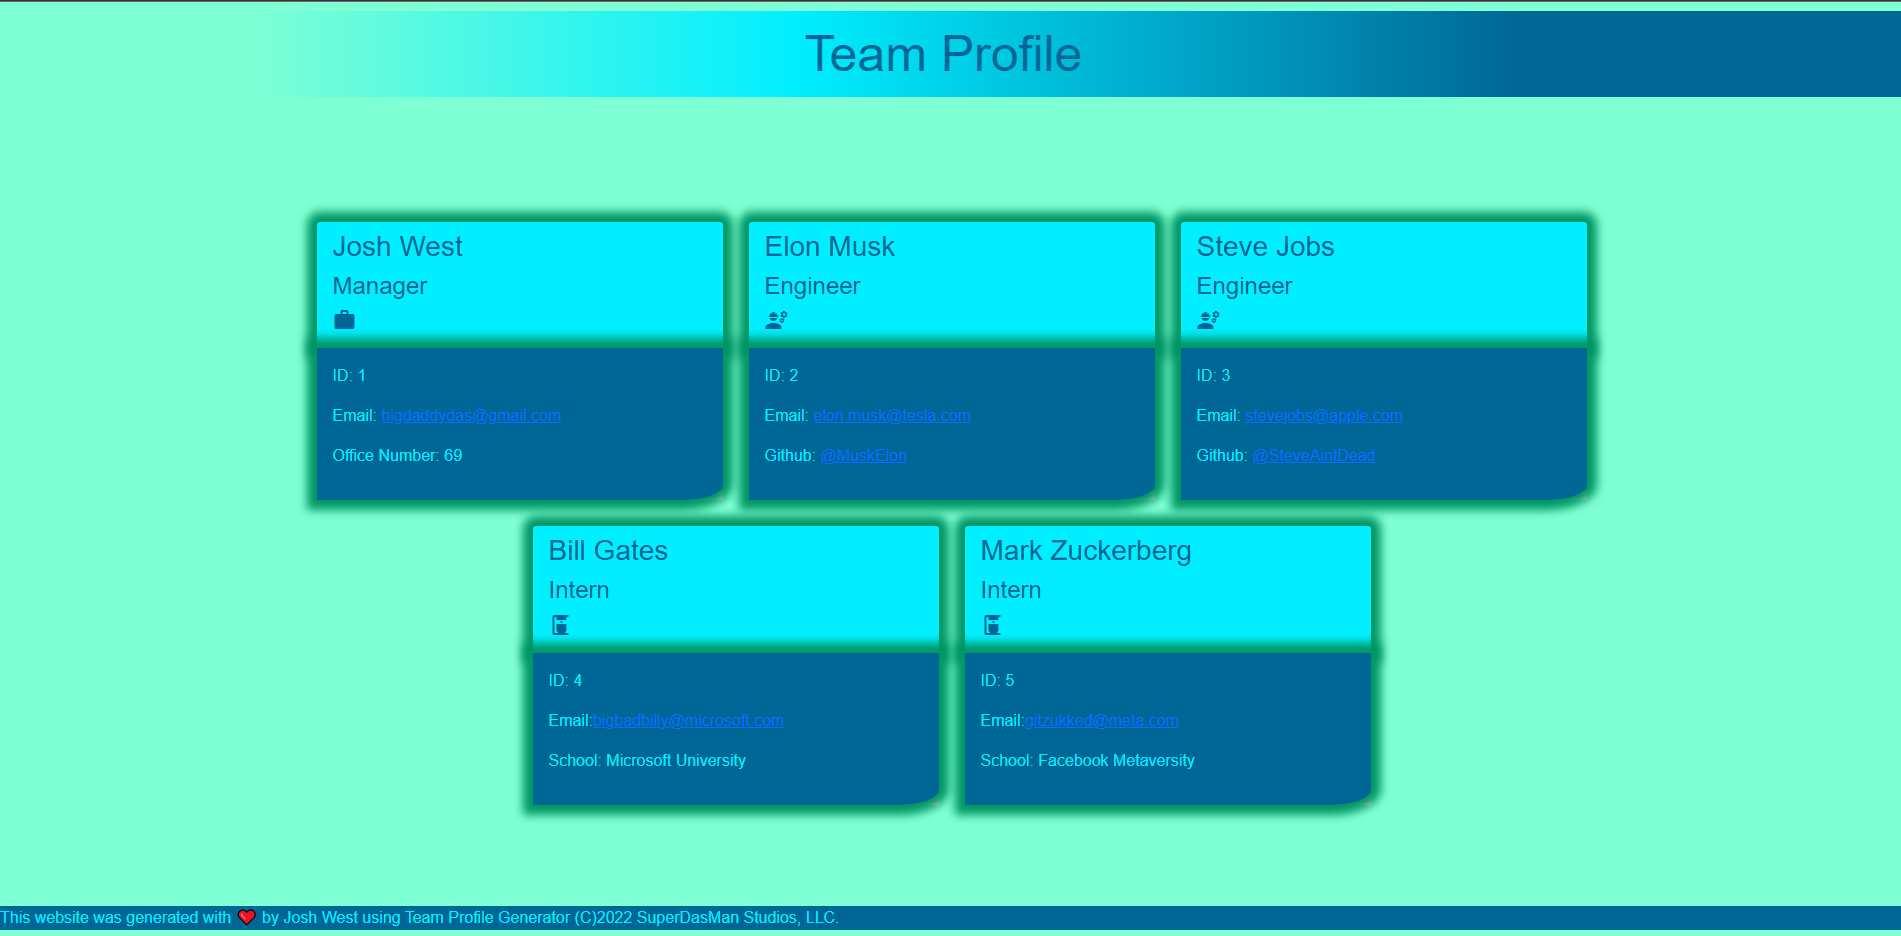 Team Profile
Josh West
Manager
ID: 1
Email: bigdaddydas@gmail.com
Office Number: 69
Elon Musk
Engineer
ID: 2
Email: elon.musk@tesla.com
Github: @MuskElon
Steve Jobs
Engineer
ID: 3
Email: stevejobs@apple.com
Github: @SteveAintDead
Bill Gates
Intern
ID: 4
Email:bigbadbilly@microsoft.com
School: Microsoft University
Mark Zuckerberg
Intern
ID: 5
Email:gitzukked@meta.com
School: Facebook Metaversity
This website was generated with ❤️ by Josh West using Team Profile Generator (C)2022 SuperDasMan Studios, LLC.